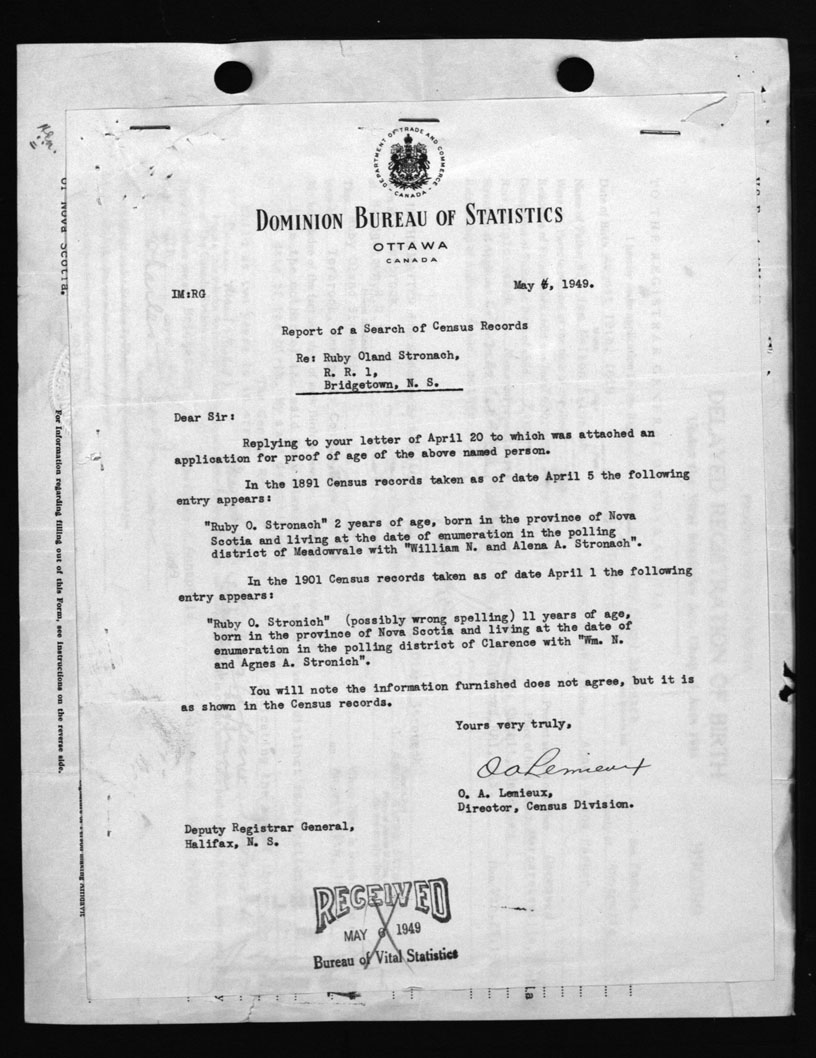 DEPARTMENT OF TRADE AND COMMERCE
CANADA
DOMINION BUREAU OF STATISTICS
OTTAWA
CANADA
IM:RG
May 6, 1949.
Report of a Search of Census Records
Re: Ruby Oland Stronach,
R. R. 1,
Bridgetown, N. S.
Dear Sir:
Replying to your letter of April 20 to which was attached an
application for proof of age of the above named person.
In the 1891 Census records taken as of date April 5 the following
entry appears:
"Ruby O. Stronach" 2 years of age, born in the province of Nova
Scotia and living at the date of enumeration in the polling
district of Meadowvale with "William N. and Alena A. Stronach".
In the 1901 Census records taken as of date April 1 the following
entry appears:
"Ruby O. Stronich" (possibly wrong spelling) 11 years of age,
born in the province of Nova Scotia and living at the date of
enumeration in the polling district of Clarence with "Wm. N.
and Agnes A. Stronich".
You will note the information furnished does not agree, but it is
as shown in the Census records.
Yours very truly,
O A Lemieux
O. A. Lemieux,
Director, Census Division.
Deputy Registrar General,
Halifax, N. S.
RECEIVED
MAY 6 1949
Bureau of Vital Statistics
of Nova Scotia.
For Information regarding filling out of this Form, see Instructions on the reverse side.
DELAYED RETURN OF BIRTH